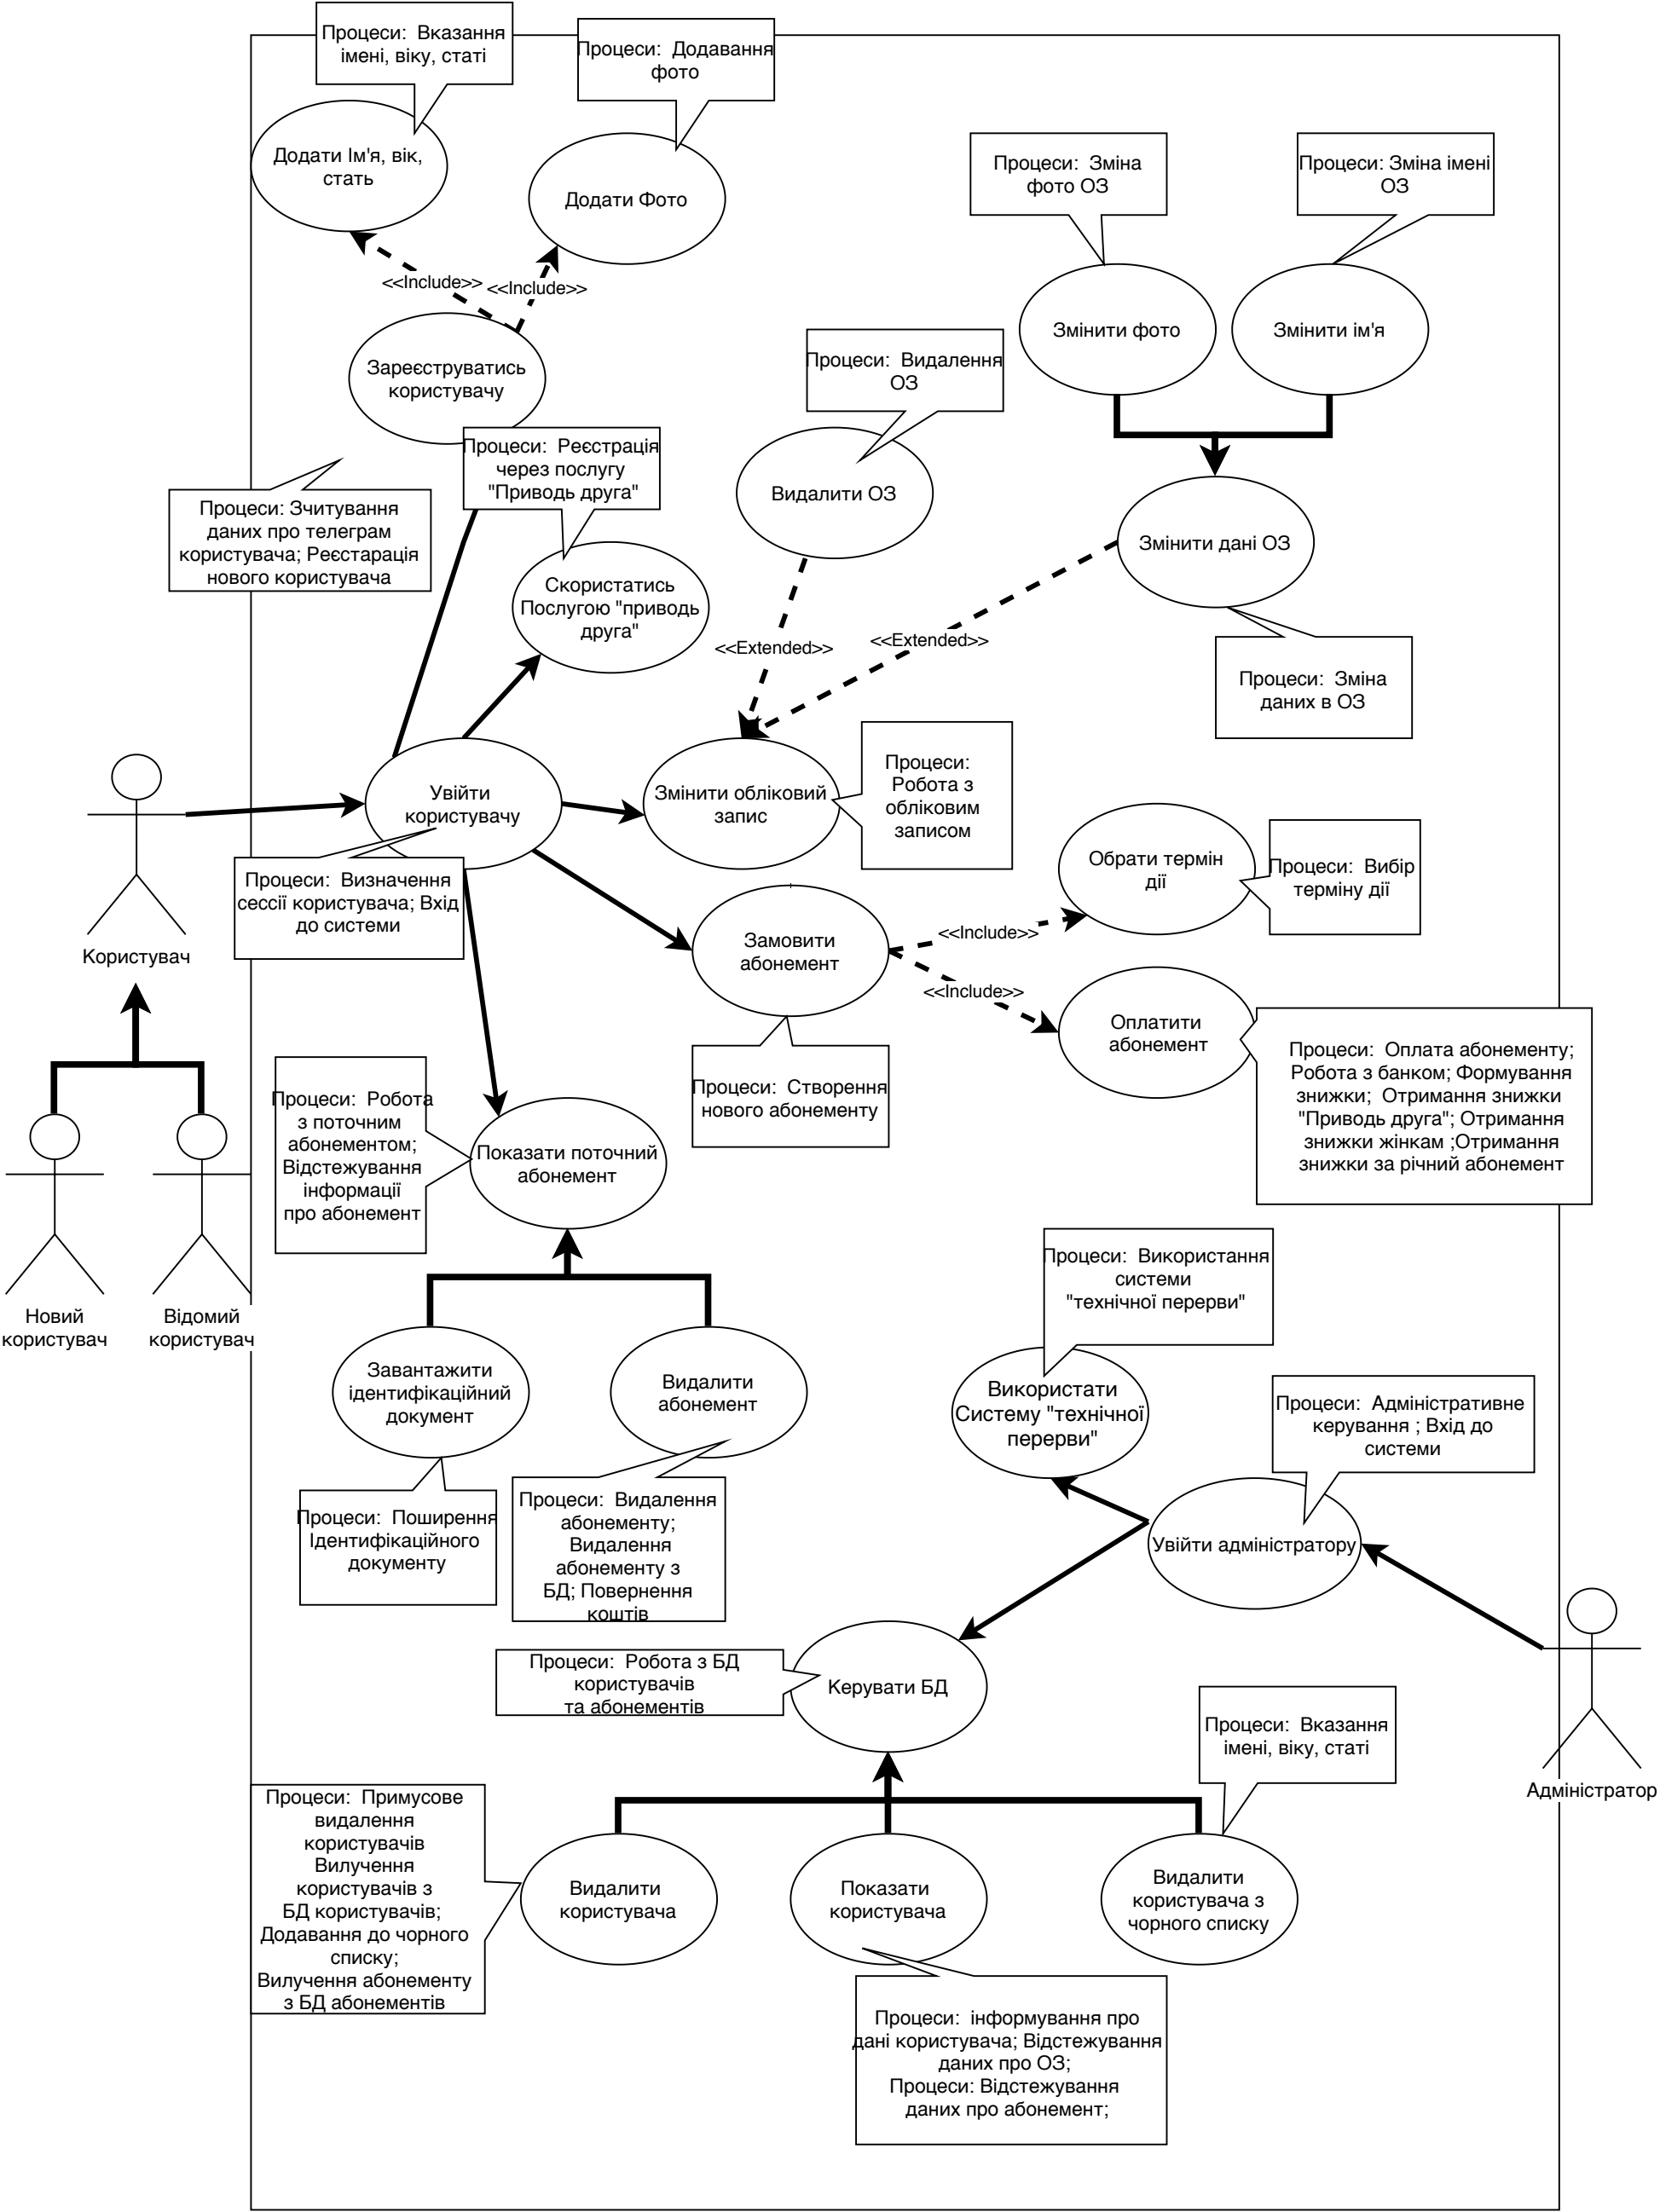 Процеси:  Вказання
імені, віку, статі
Процеси:  Додавання
фото
Додати Ім'я, вік,
стать
Додати Фото
Процеси:  Зміна
фото ОЗ
Процеси: Зміна імені
ОЗ
<<Include>>
<<Include>>
Змінити фото
Змінити ім'я
Зареєструватись
користувачу
Процеси:  Видалення
ОЗ
Процеси:  Реєстрація
через послугу
"Приводь друга"
Видалити ОЗ
Процеси: Зчитування
даних про телеграм
користувача; Реєстарація
нового користувача
Змінити дані ОЗ
Скористатись
Послугою "приводь
друга"
<<Extended>>
<<Extended>>
Процеси:  Зміна
даних в ОЗ
Увійти
користувачу
Змінити обліковий
запис
Процеси:
Робота з
обліковим
записом
Процеси:  Визначення
сессії користувача; Вхід
до системи
Обрати термін
дії
Процеси:  Вибір
терміну дії
Користувач
Замовити
абонемент
<<Include>>
<<Include>>
Оплатити
абонемент
Процеси:  Оплата абонементу;
Робота з банком; Формування
знижки;  Отримання знижки
"Приводь друга"; Отримання
знижки жінкам ;Отримання
знижки за річний абонемент
Процеси:  Створення
нового абонементу
Процеси:  Робота
з поточним
абонементом;
Відстежування
інформації
про абонемент
Показати поточний
абонемент
Новий
користувач
Відомий
користувач
Процеси:  Використання
системи
"технічної перерви"
Завантажити
ідентифікаційний
документ
Видалити
абонемент
Використати
Систему "технічної
перерви"
Процеси:  Адміністративне
керування ; Вхід до
системи
Процеси:  Поширення
Ідентифікаційного
документу
Процеси:  Видалення
абонементу;
Видалення
абонементу з
БД; Повернення
коштів
Увійти адміністратору
Процеси:  Робота з БД
користувачів
та абонементів
Керувати БД
Процеси:  Вказання
імені, віку, статі
Адміністратор
Процеси:  Примусове
видалення
користувачів
Вилучення
користувачів з
БД користувачів;
Додавання до чорного
списку;
Вилучення абонементу
з БД абонементів
Видалити
користувача
Показати
користувача
Видалити
користувача з
чорного списку
Процеси:  інформування про
дані користувача; Відстежування
даних про ОЗ;
Процеси: Відстежування
даних про абонемент;